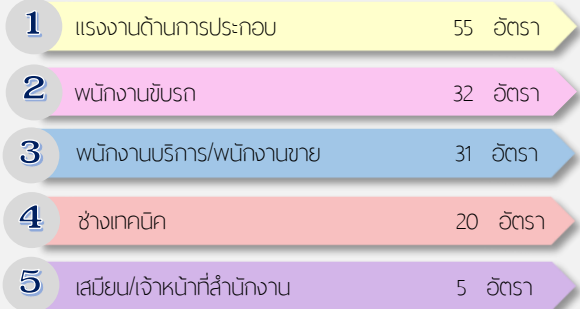 1 แรงงานด้านการประกอบ 55 อัตรา
2 พนักงานขับรถ 32 อัตรา
3 พนักงานบริการ/พนักงานขาย 31 อัตรา
4 ช่างเทคนิค 20 อัตรา
5 เสมียน/เจ้าหน้าที่สำนักงาน 5 อัตรา